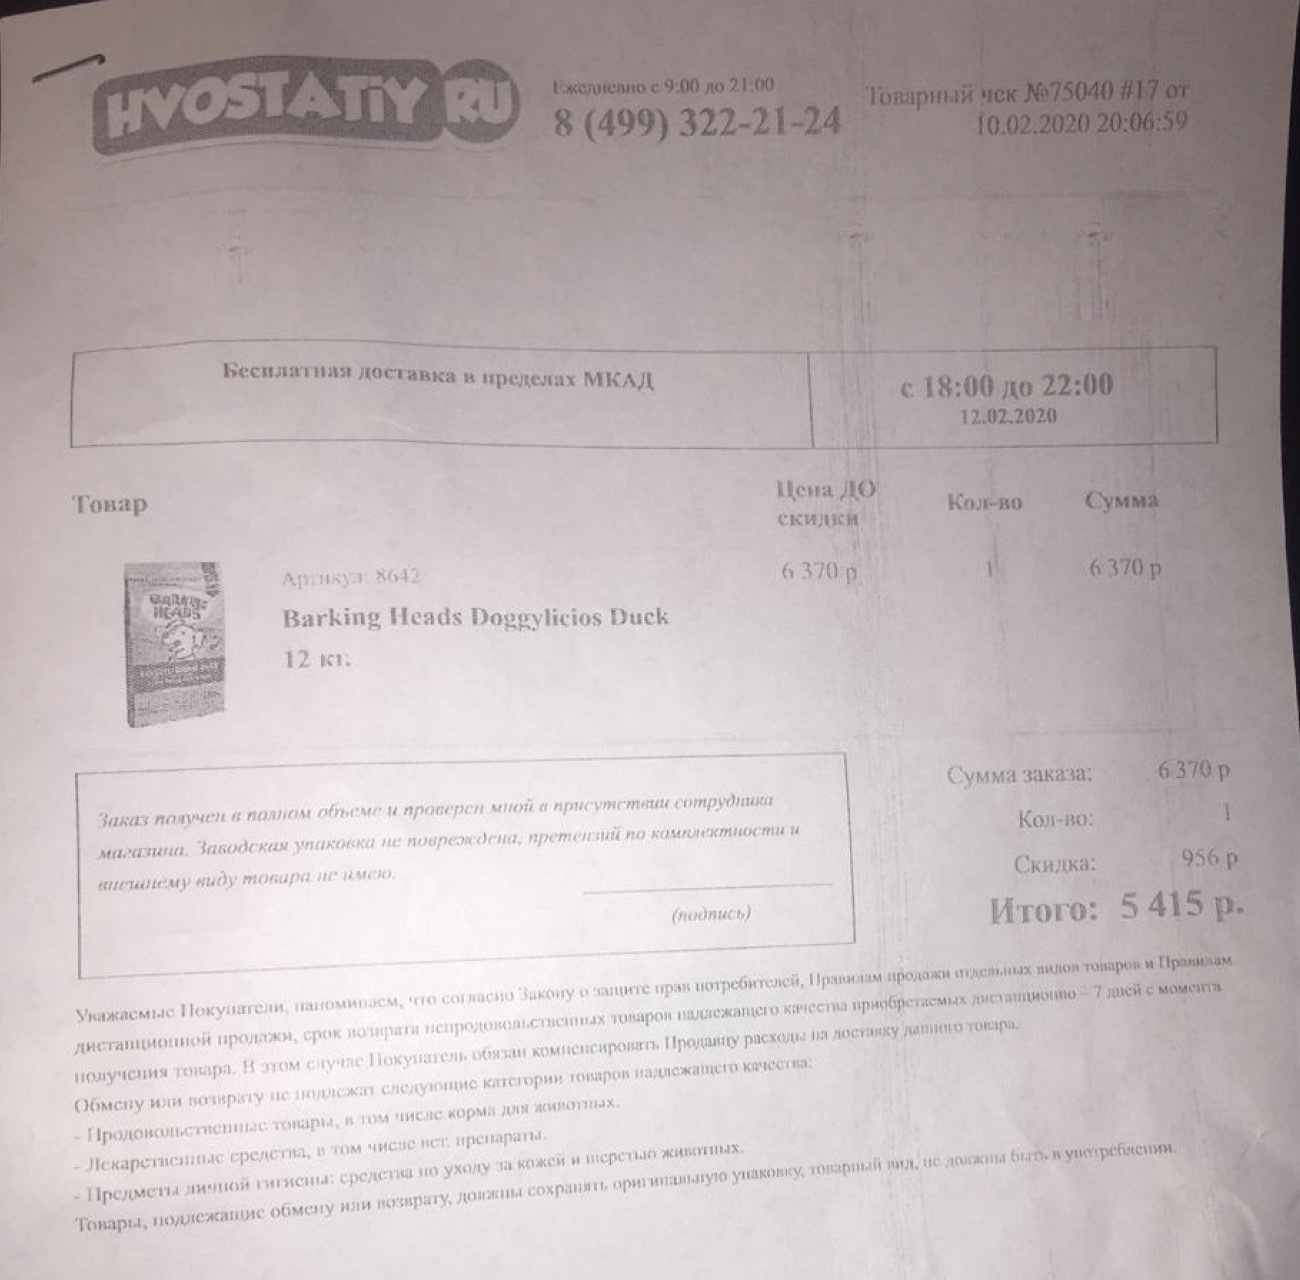 HVOSTATIY RU
Ежедневно с 9:00 до 21:00
8 (499) 322-21-24
Товарный чек №75040 #17 от
10.02.2020 20:06:59
Бесплатная доставка в пределах МКАД
с 18:00 до 22:00
12.02.2020
Товар
Цена ДО
скидки
Кол-во
Сумма
BARKING
HEADS
Артикул: 8642
6 370 р
1
6 370 р
Barking Heads Doggylicios Duck
12 кг.
Заказ получен в полном объеме и проверен мной в присутствии сотрудника
магазина. Заводская упаковка не повреждена, претензий по комплектности и
внешнему виду товара не имею.
(подпись)
Сумма заказа: 6 370 р
Кол-во: 1
Скидка: 956 р
Итого: 5 415 р.
Уважаемые Покупатели, напоминаем, что согласно Закону о защите прав потребителей, Правилам продажи отдельных видов товаров и Правилам
дистанционной продажи, срок возврата непродовольственных товаров надлежащего качества приобретаемых дистанционно – 7 дней с момента
получения товара. В этом случае Покупатель обязан компенсировать Продавцу расходы на доставку данного товара.
Обмену или возврату не подлежат следующие категории товаров надлежащего качества:
- Продовольственные товары, в том числе корма для животных.
- Лекарственные средства, в том числе вет. препараты.
- Предметы личной гигиены: средства по уходу за кожей и шерстью животных.
Товары, подлежащие обмену или возврату, должны сохранять оригинальную упаковку, товарный вид, не должны быть в употреблении.